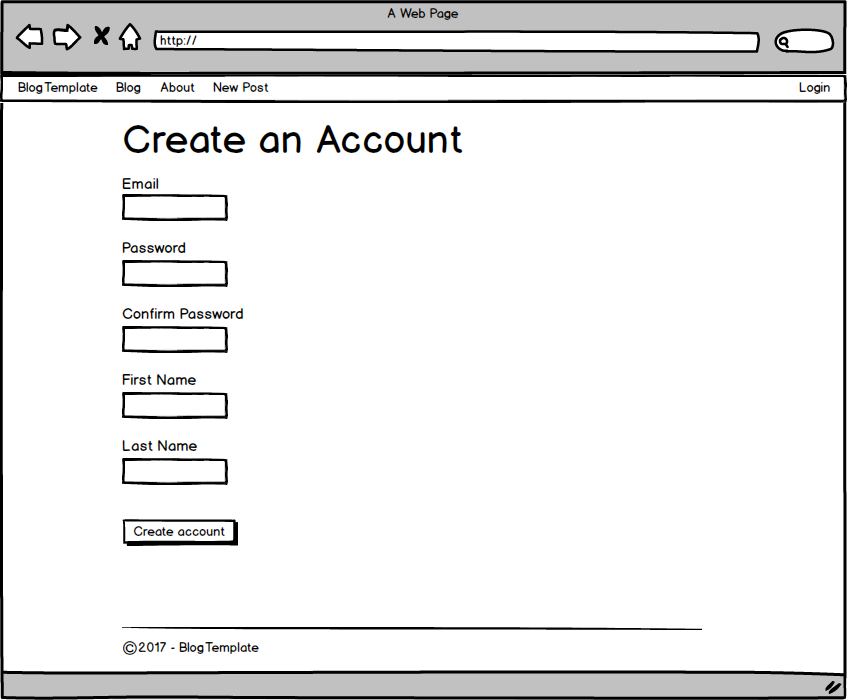 A Web Page
http://
BlogTemplate Blog About New Post Login
Create an Account
Email
Password
Confirm Password
First Name
Last Name
Create account
©2017 - BlogTemplate